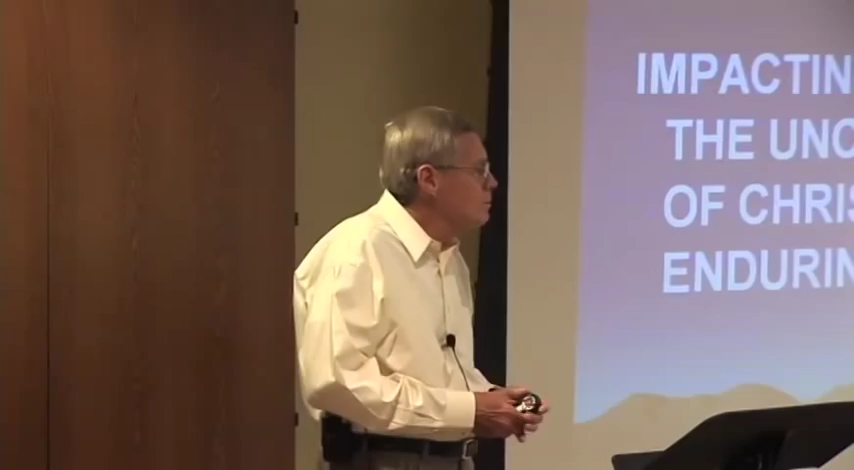 IMPACTIN
THE UNC
OF CHRIS
ENDURIN